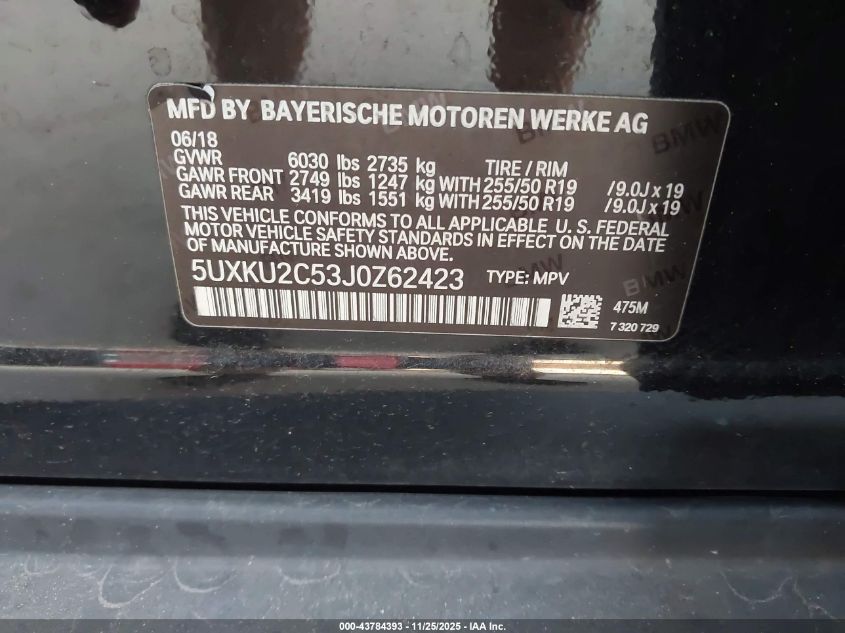 MFD BY BAYERISCHE MOTOREN WERKE AG
06/18
GVWR 6030 lbs 2735 kg TIRE / RIM
GAWR FRONT 2749 lbs 1247 kg WITH 255/50 R19 /9.0J x 19
GAWR REAR 3419 lbs 1551 kg WITH 255/50 R19 /9.0J x 19
THIS VEHICLE CONFORMS TO ALL APPLICABLE U. S. FEDERAL
MOTOR VEHICLE SAFETY STANDARDS IN EFFECT ON THE DATE
OF MANUFACTURE SHOWN ABOVE.
5UXKU2C53J0Z62423 TYPE: MPV
475M
7 320 729
BMW
000-43784393 - 11/25/2025 - IAA Inc.